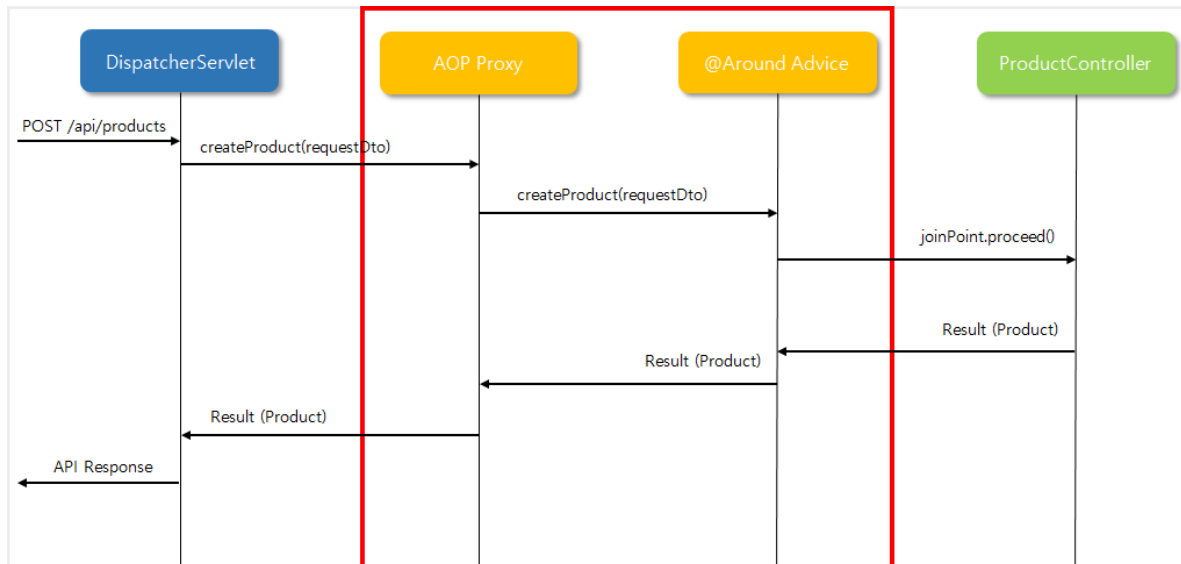 DispatcherServlet
AOP Proxy
@Around Advice
ProductController
POST /api/products
createProduct(requestDto)
createProduct(requestDto)
joinPoint.proceed()
Result (Product)
Result (Product)
Result (Product)
API Response